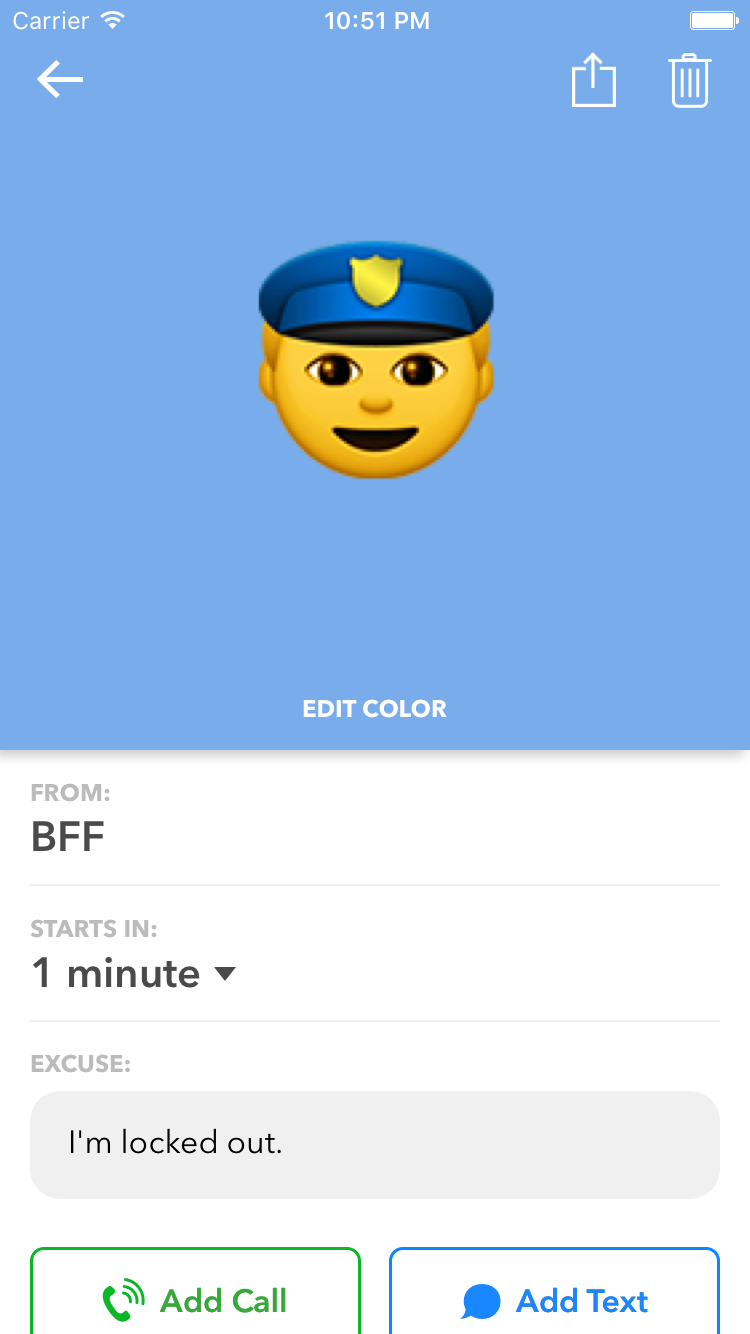 Carrier 10:51 PM
EDIT COLOR
FROM:
BFF
STARTS IN:
1 minute
EXCUSE:
I'm locked out.
Add Call Add Text